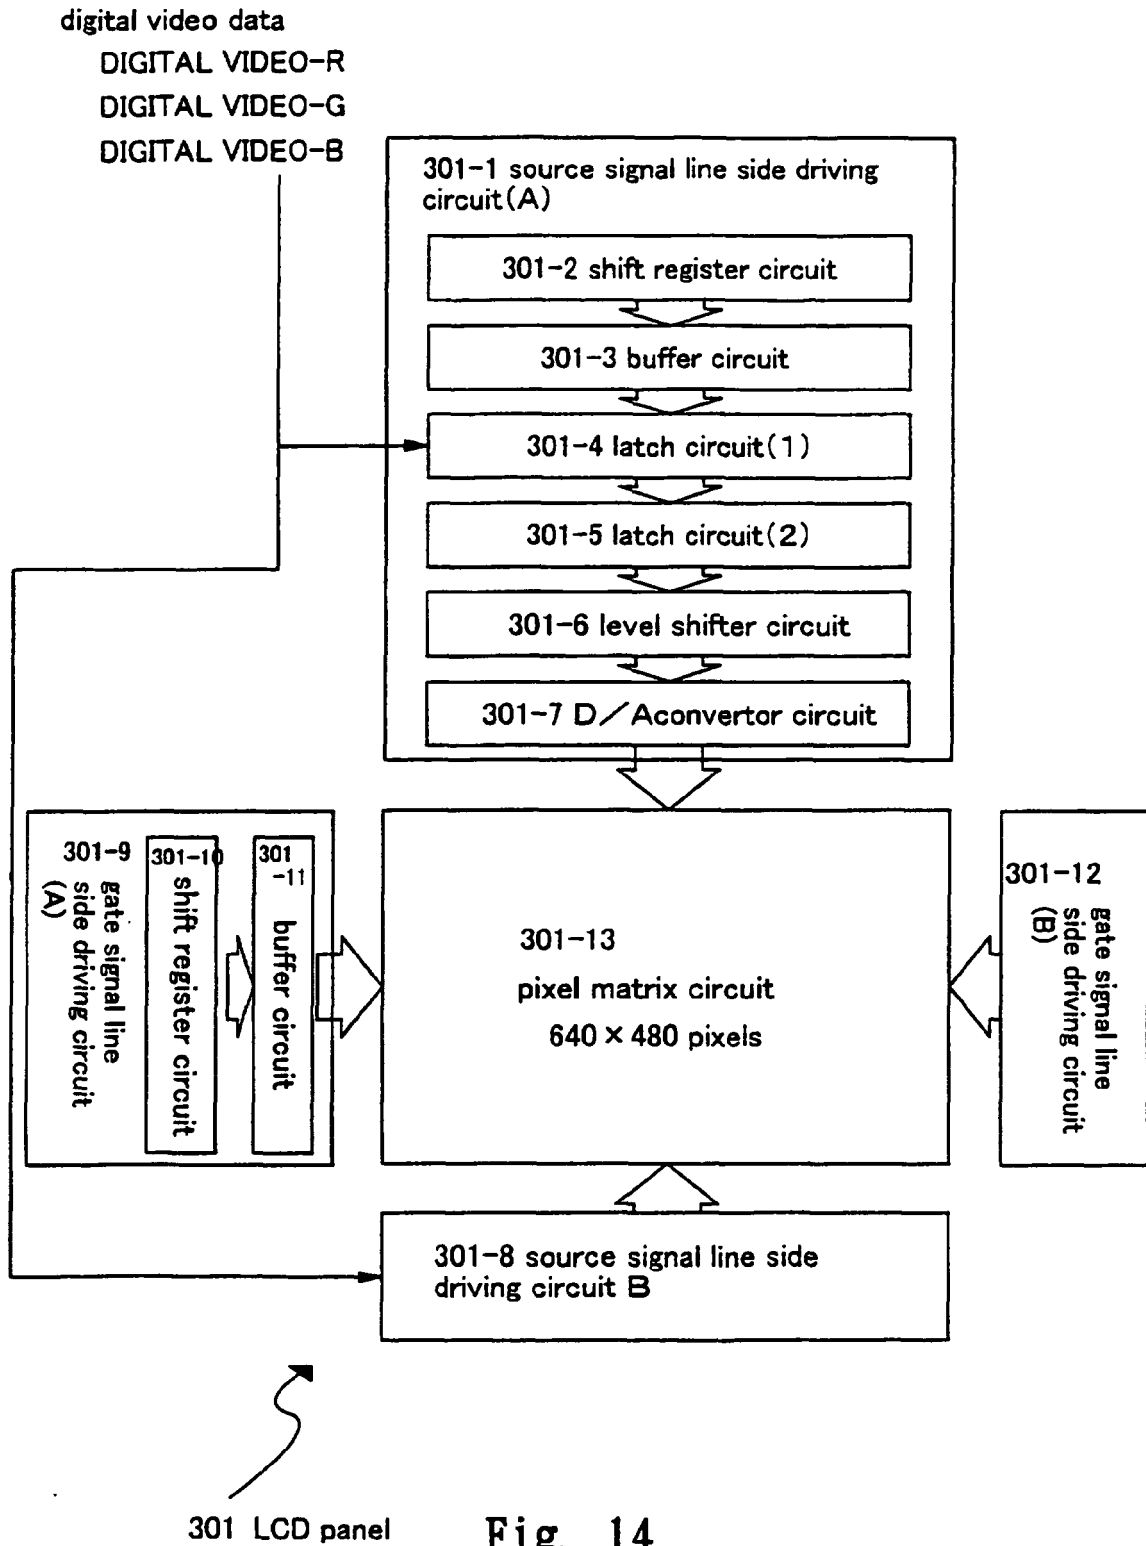 digital video data
DIGITAL VIDEO-R
DIGITAL VIDEO-G
DIGITAL VIDEO-B
301-1 source signal line side driving
circuit(A)
301-2 shift register circuit
301-3 buffer circuit
301-4 latch circuit(1)
301-5 latch circuit(2)
301-6 level shifter circuit
301-7 D/Aconvertor circuit
301-9
gate signal line
side driving circuit
(A)
301-10
shift register circuit
301
-11
buffer circuit
301-13
pixel matrix circuit
640×480 pixels
301-12
gate signal line
side driving circuit
(B)
301-8 source signal line side
driving circuit B
301 LCD panel
Fig. 14